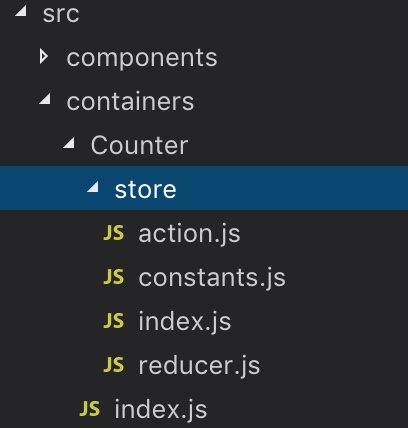 src
components
containers
Counter
store
JS action.js
JS constants.js
JS index.js
JS reducer.js
JS index.js